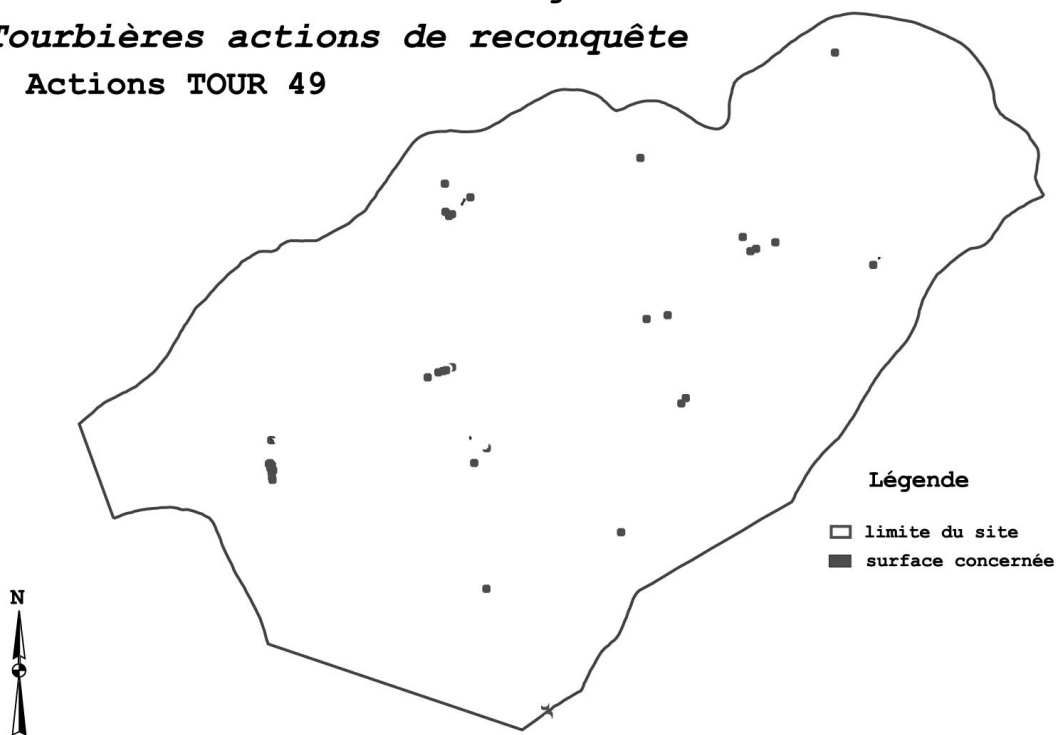 Tourbières actions de reconquête
Actions TOUR 49
Légende
limite du site
surface concernée
N